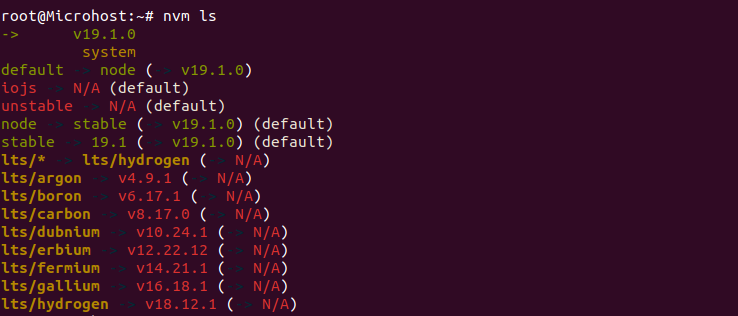 root@Microhost:~# nvm ls
->       v19.1.0
          system
default -> node (-> v19.1.0)
iojs -> N/A (default)
unstable -> N/A (default)
node -> stable (-> v19.1.0) (default)
stable -> 19.1 (-> v19.1.0) (default)
lts/* -> lts/hydrogen (-> N/A)
lts/argon -> v4.9.1 (-> N/A)
lts/boron -> v6.17.1 (-> N/A)
lts/carbon -> v8.17.0 (-> N/A)
lts/dubnium -> v10.24.1 (-> N/A)
lts/erbium -> v12.22.12 (-> N/A)
lts/fermium -> v14.21.1 (-> N/A)
lts/gallium -> v16.18.1 (-> N/A)
lts/hydrogen -> v18.12.1 (-> N/A)